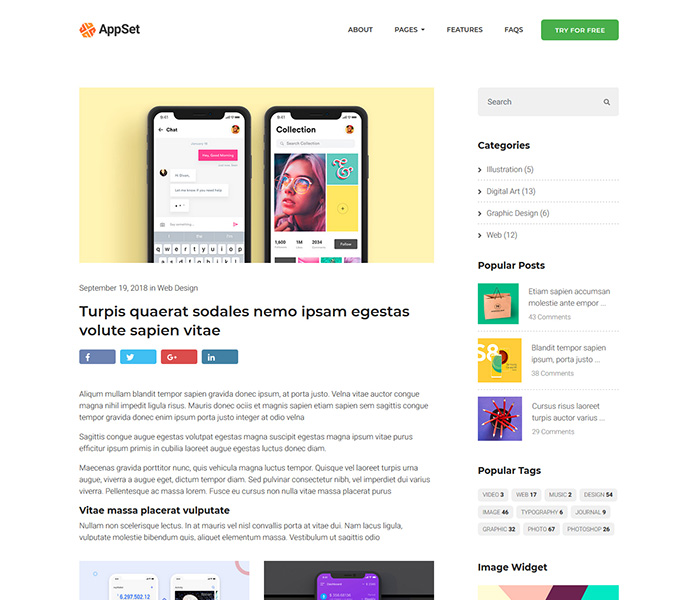 AppSet
ABOUT
PAGES
FEATURES
FAQS
TRY FOR FREE
9:41
Chat
Hey, Good Morning
Hi Shoen,
Let me know if you need help
Say something...
q w e r t y u i o p
9:41
Collection
Search Collection
&
1,600
1M
2034
Follow
September 19, 2018 in Web Design
Turpis quaerat sodales nemo ipsam egestas
volute sapien vitae
f
G+
in
Aliqum mullam blandit tempor sapien gravida donec ipsum, at porta justo. Velna vitae auctor congue
magna nihil impedit ligula risus. Mauris donec ociis et magnis sapien etiam sapien sem sagittis congue
tempor gravida donec enim ipsum porta justo integer at odio velna
Sagittis congue augue egestas volutpat egestas magna suscipit egestas magna ipsum vitae purus
efficitur ipsum primis in cubilia laoreet augue egestas luctus donec diam.
Maecenas gravida porttitor nunc, quis vehicula magna luctus tempor. Quisque vel laoreet turpis urna
augue, viverra a augue eget, dictum tempor diam. Sed pulvinar consectetur nibh, vel imperdiet dui varius
viverra. Pellentesque ac massa lorem. Fusce eu cursus non nulla vitae massa placerat purus
Vitae massa placerat vulputate
Nullam non scelerisque lectus. In at mauris vel nisl convallis porta at vitae dui. Nam lacus ligula,
vulputate molestie bibendum quis, aliquet elementum massa. Vestibulum ut sagittis odio
6,297,502.12
Search
Categories
Illustration (5)
Digital Art (13)
Graphic Design (6)
Web (12)
Popular Posts
Etiam sapien accumsan
molestie ante empor ...
43 Comments
S8
Blandit tempor sapien
ipsum, porta justo ...
38 Comments
Cursus risus laoreet
turpis auctor varius ...
29 Comments
Popular Tags
VIDEO 3
WEB 17
MUSIC 2
DESIGN 54
IMAGE 46
TYPOGRAPHY 6
JOURNAL 9
GRAPHIC 32
PHOTO 67
PHOTOSHOP 26
Image Widget